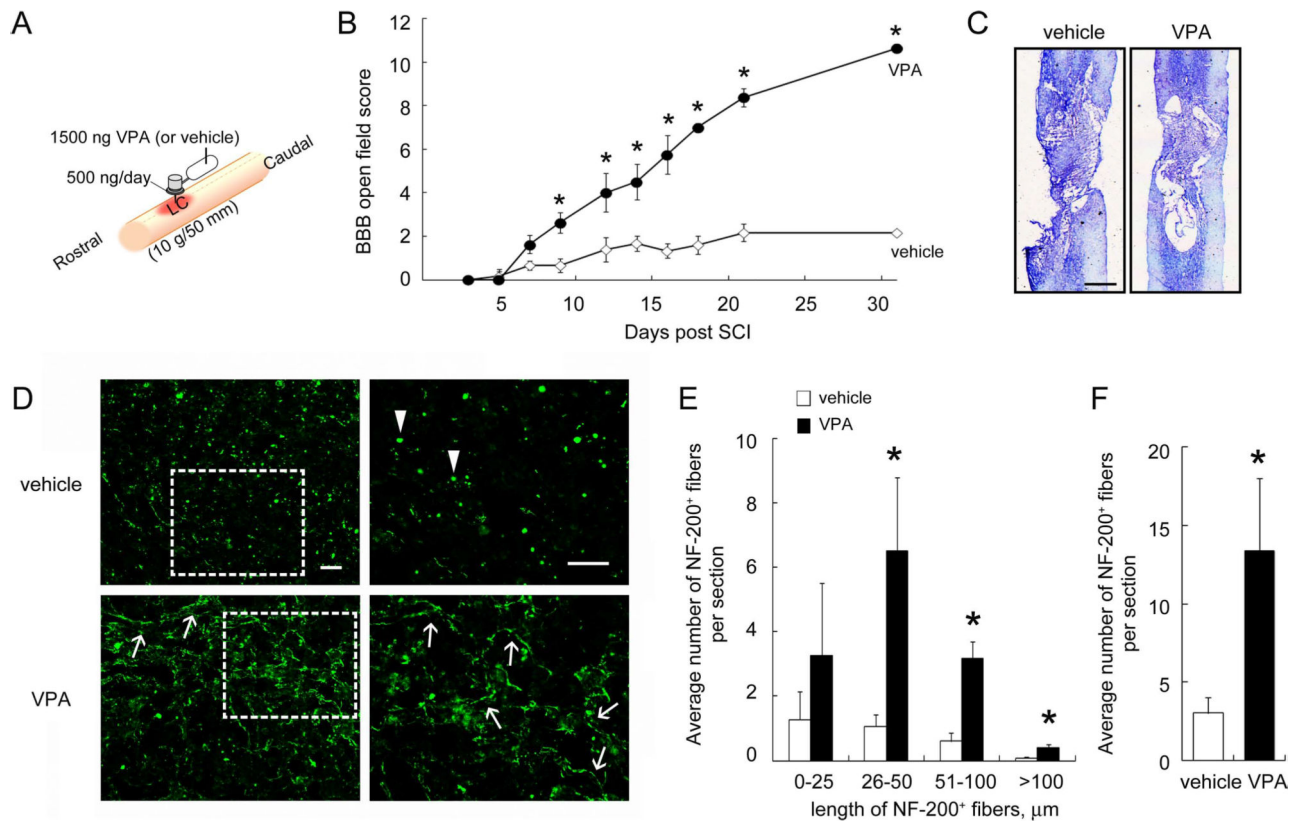 A
1500 ng VPA (or vehicle)
500 ng/day
LC
Caudal
Rostral
(10 g/50 mm)
B
BBB open field score
12
10
8
6
4
2
0
* * * * * * * *
VPA
vehicle
5 10 15 20 25 30
Days post SCI
C
vehicle VPA
D
vehicle
VPA
E
vehicle
VPA
Average number of NF-200⁺ fibers
per section
10
8
6
4
2
0
* * *
0-25 26-50 51-100 >100
length of NF-200⁺ fibers, μm
F
Average number of NF-200⁺ fibers
per section
20
15
10
5
0
*
vehicle VPA